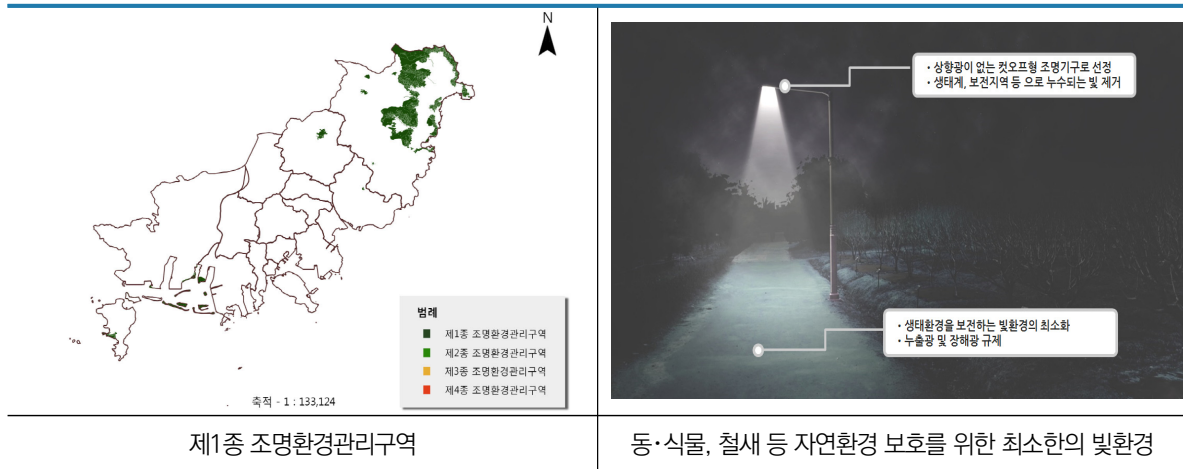 N
범례
제1종 조명환경관리구역
제2종 조명환경관리구역
제3종 조명환경관리구역
제4종 조명환경관리구역
축적 - 1 : 133,124
제1종 조명환경관리구역
· 상향광이 없는 컷오프형 조명기구로 선정
· 생태계, 보전지역 등 으로 누수되는 빛 제거
· 생태환경을 보전하는 빛환경의 최소화
· 누출광 및 장해광 규제
동·식물, 철새 등 자연환경 보호를 위한 최소한의 빛환경